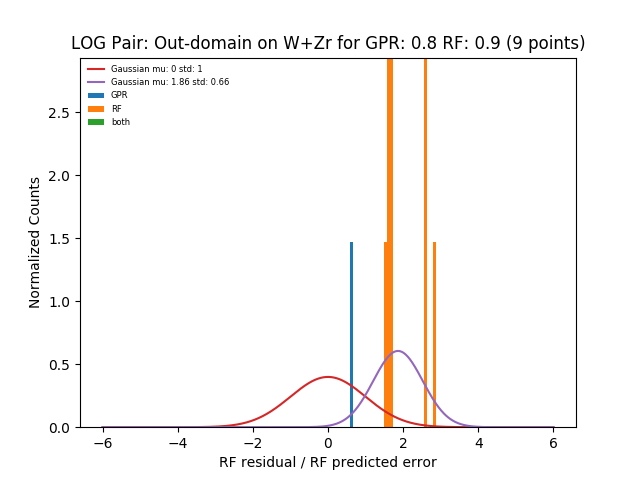 LOG Pair: Out-domain on W+Zr for GPR: 0.8 RF: 0.9 (9 points)
Gaussian mu: 0 std: 1
Gaussian mu: 1.86 std: 0.66
GPR
RF
both
Normalized Counts
2.5
2.0
1.5
1.0
0.5
0.0
−6 −4 −2 0 2 4 6
RF residual / RF predicted error